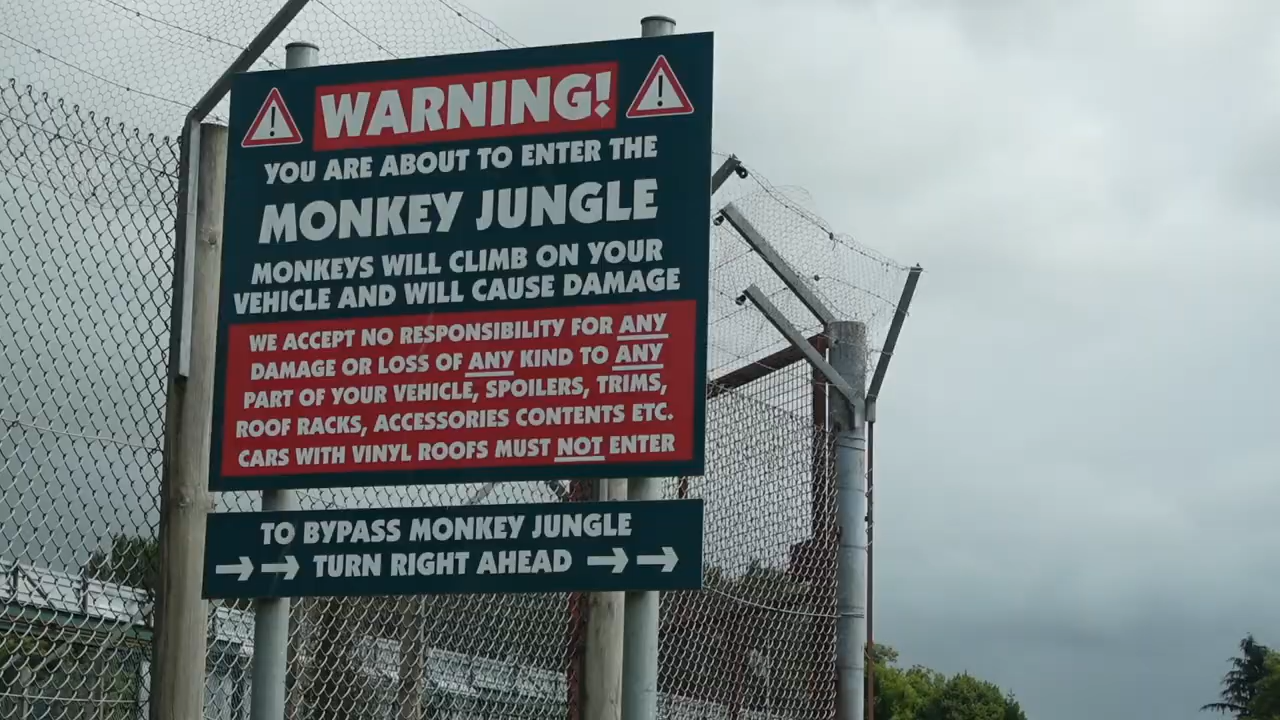 WARNING!
YOU ARE ABOUT TO ENTER THE
MONKEY JUNGLE
MONKEYS WILL CLIMB ON YOUR
VEHICLE AND WILL CAUSE DAMAGE
WE ACCEPT NO RESPONSIBILITY FOR ANY
DAMAGE OR LOSS OF ANY KIND TO ANY
PART OF YOUR VEHICLE, SPOILERS, TRIMS,
ROOF RACKS, ACCESSORIES CONTENTS ETC.
CARS WITH VINYL ROOFS MUST NOT ENTER
TO BYPASS MONKEY JUNGLE
→→ TURN RIGHT AHEAD →→